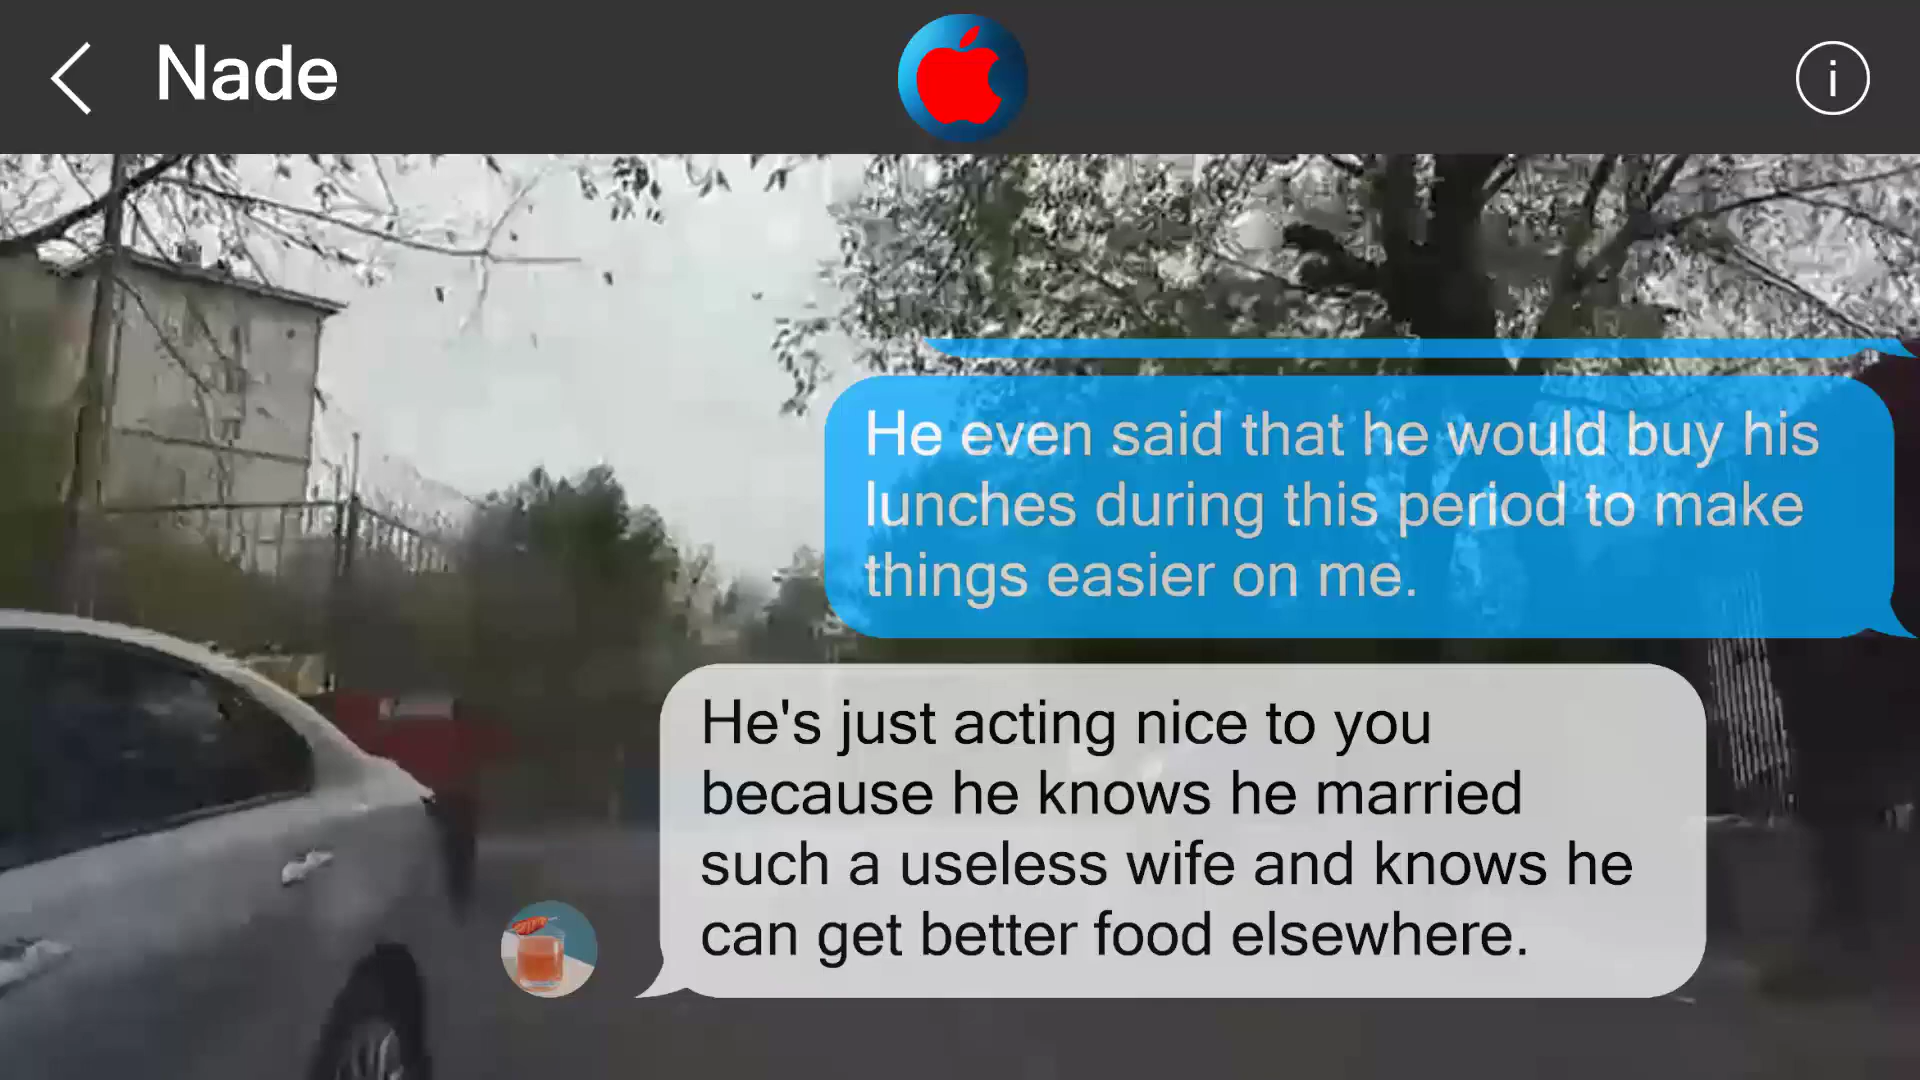 Nade
i
He even said that he would buy his
lunches during this period to make
things easier on me.
He's just acting nice to you
because he knows he married
such a useless wife and knows he
can get better food elsewhere.